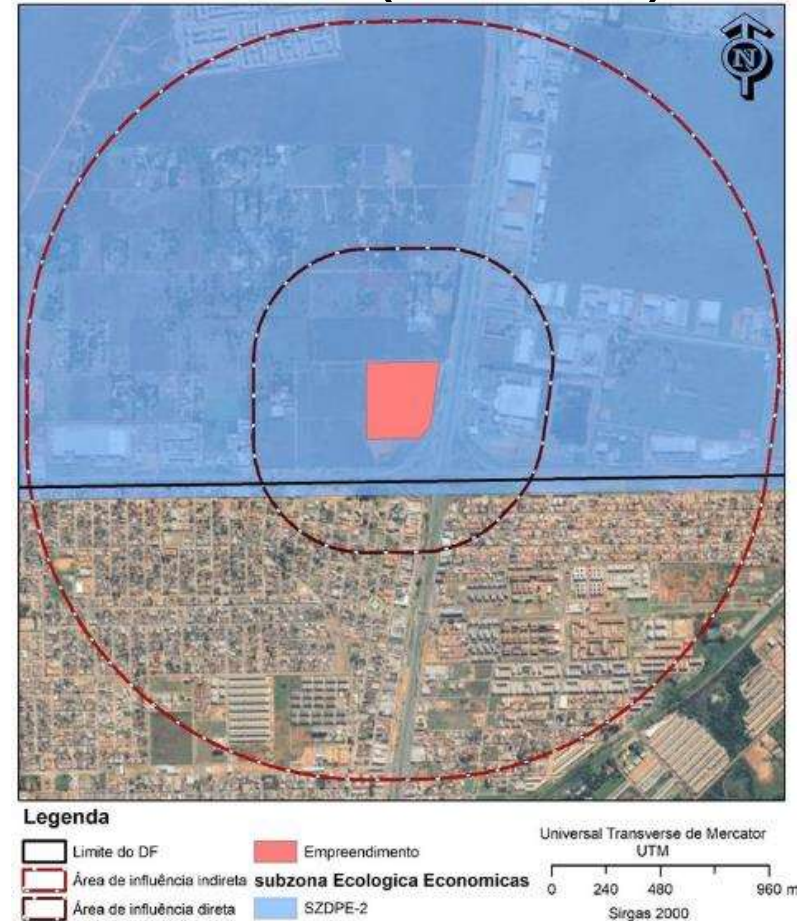 N
Legenda
Limite do DF
Área de influência indireta
Área de influência direta
Empreendimento
subzona Ecologica Economicas
SZDPE-2
Universal Transverse de Mercator
UTM
0 240 480 960 m
Sirgas 2000